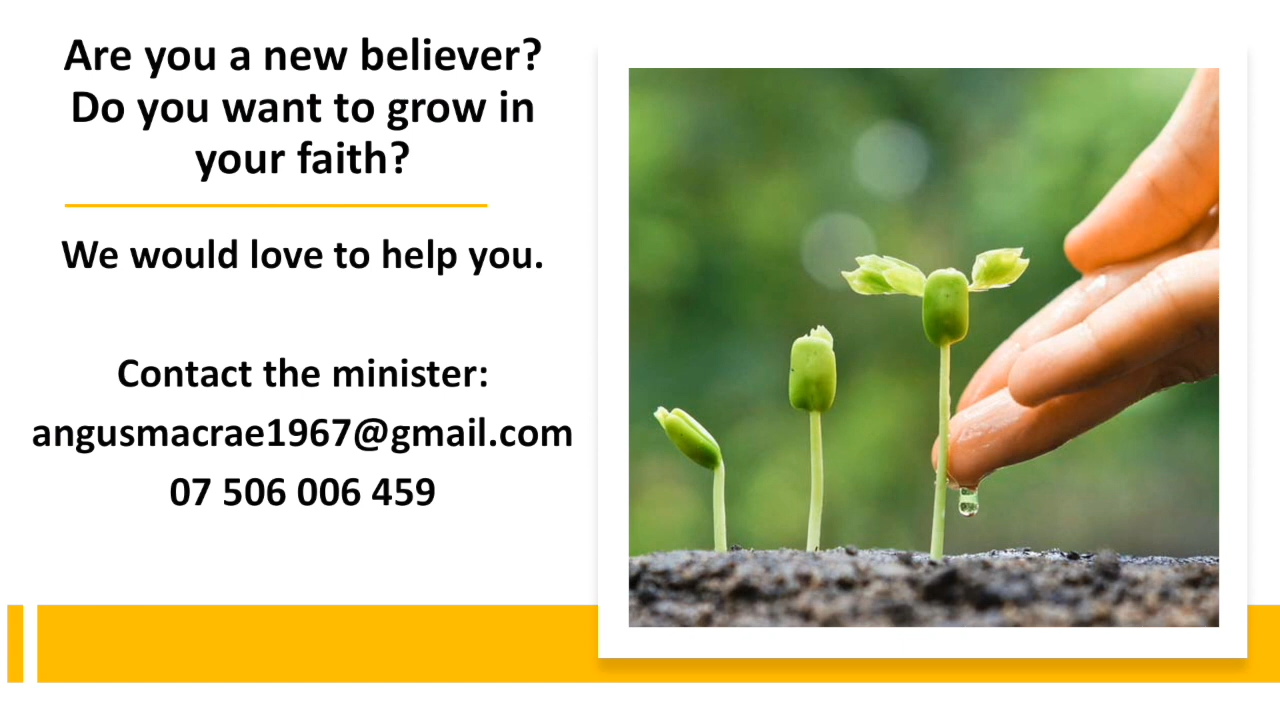 Are you a new believer?
Do you want to grow in
your faith?
We would love to help you.
Contact the minister:
angusmacrae1967@gmail.com
07 506 006 459